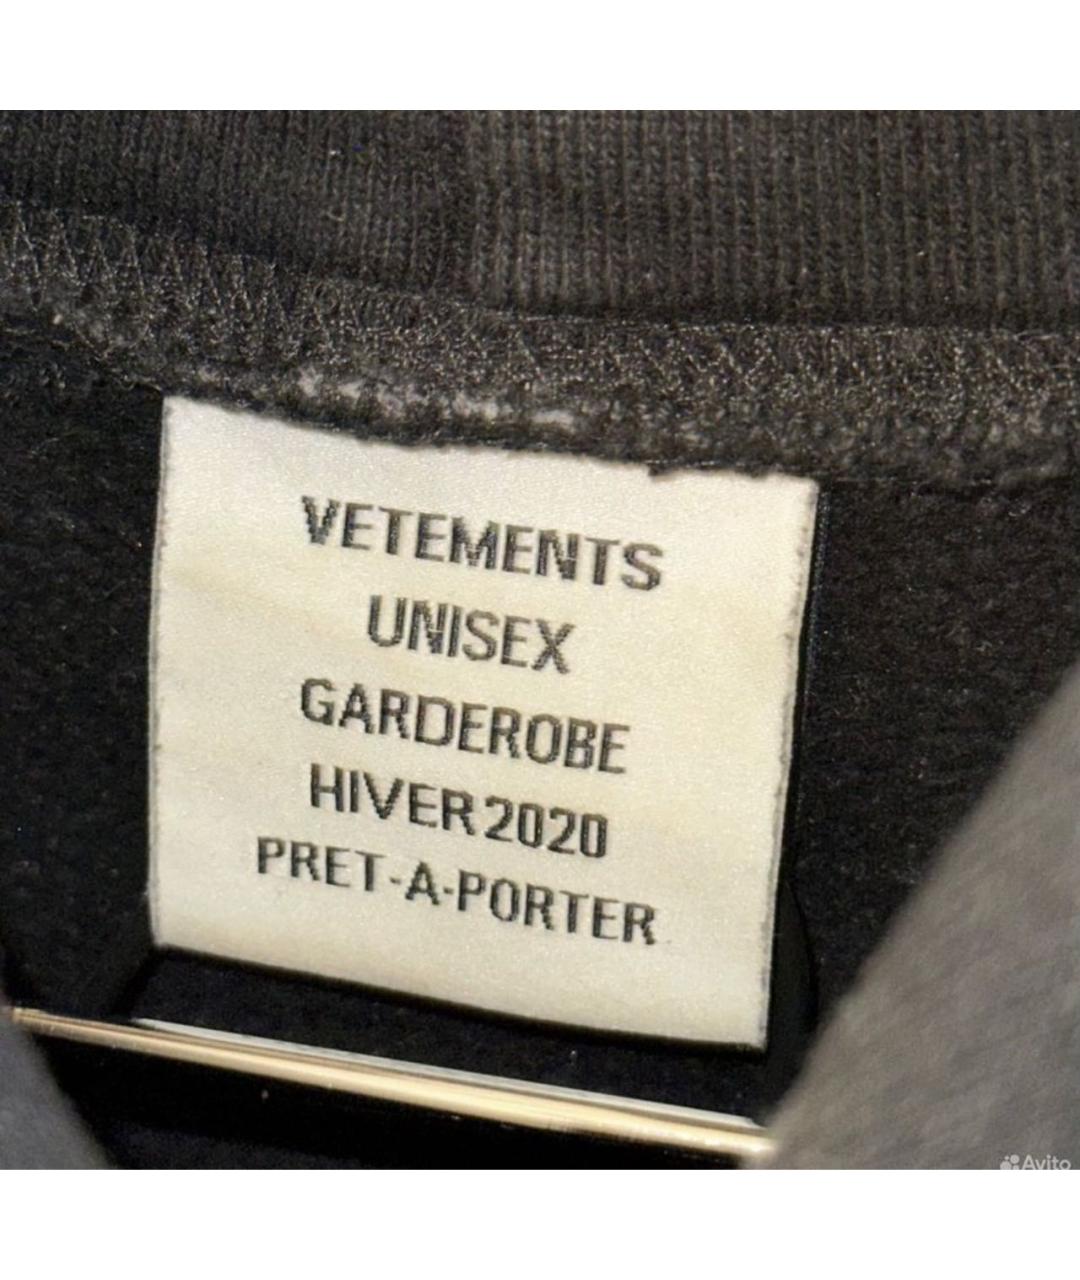 VETEMENTS
UNISEX
GARDEROBE
HIVER 2020
PRET-A-PORTER
Avito